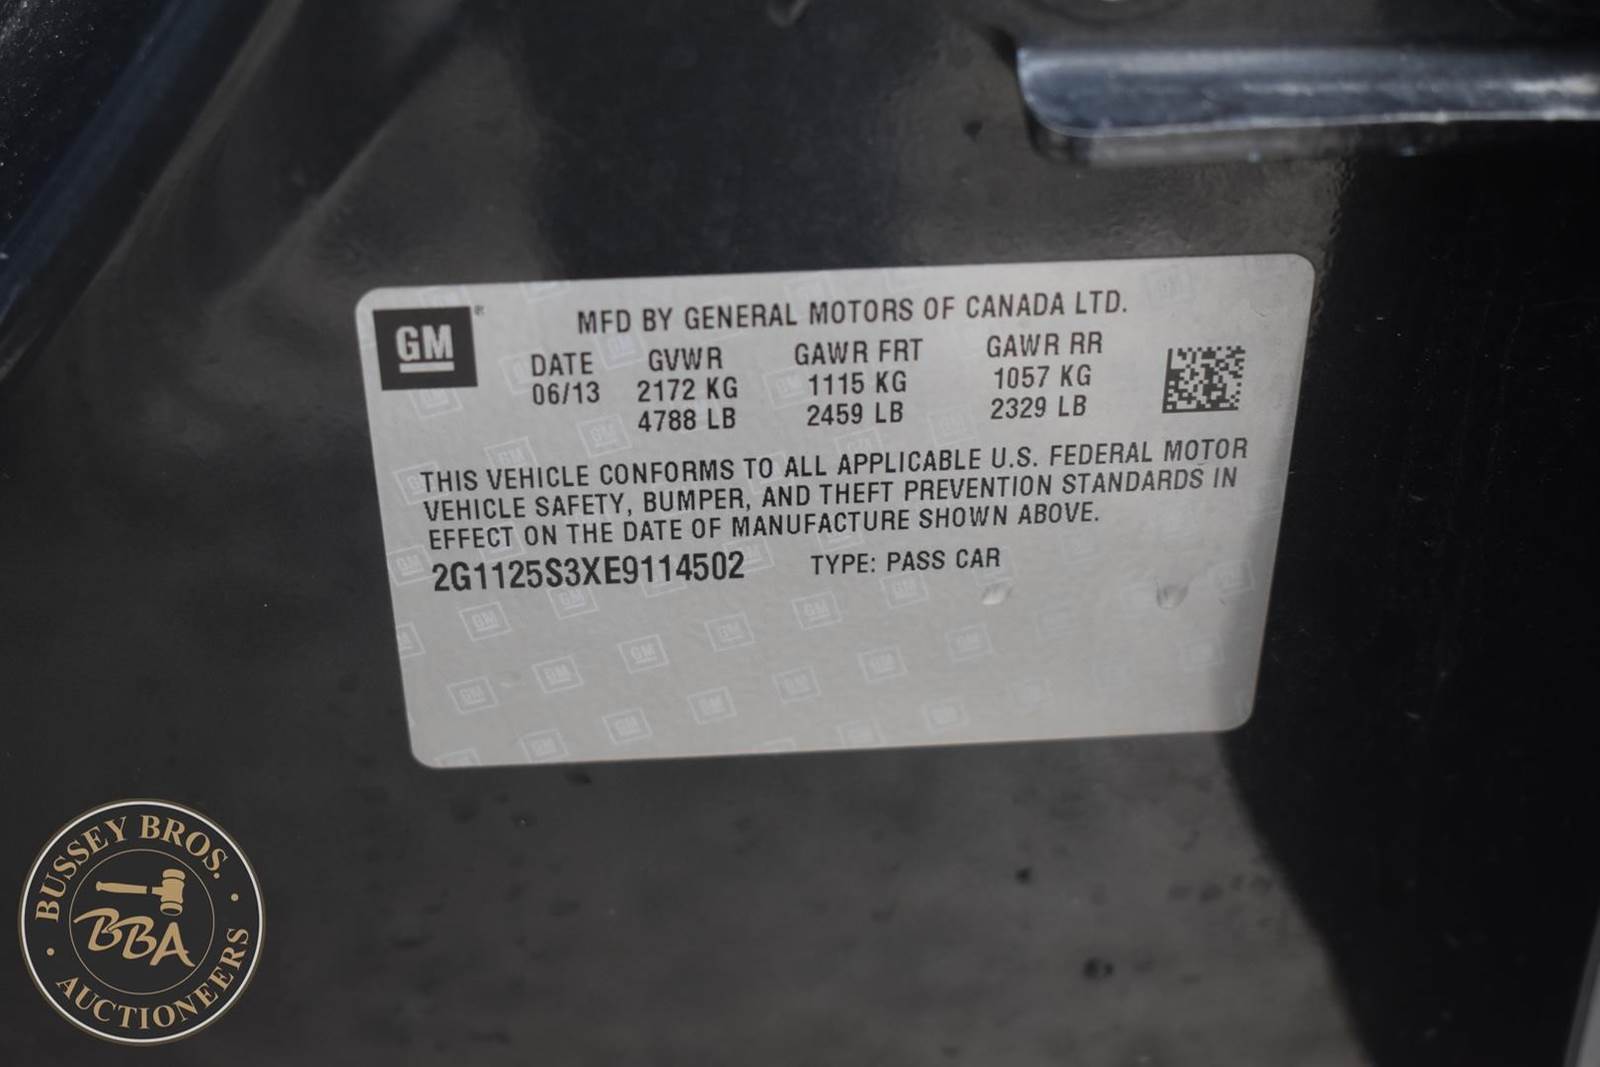 GM
MFD BY GENERAL MOTORS OF CANADA LTD.
DATE GVWR GAWR FRT GAWR RR
06/13 2172 KG 1115 KG 1057 KG
4788 LB 2459 LB 2329 LB
THIS VEHICLE CONFORMS TO ALL APPLICABLE U.S. FEDERAL MOTOR
VEHICLE SAFETY, BUMPER, AND THEFT PREVENTION STANDARDS IN
EFFECT ON THE DATE OF MANUFACTURE SHOWN ABOVE.
2G1125S3XE9114502 TYPE: PASS CAR
BUSSEY BROS.
BBA
AUCTIONEERS